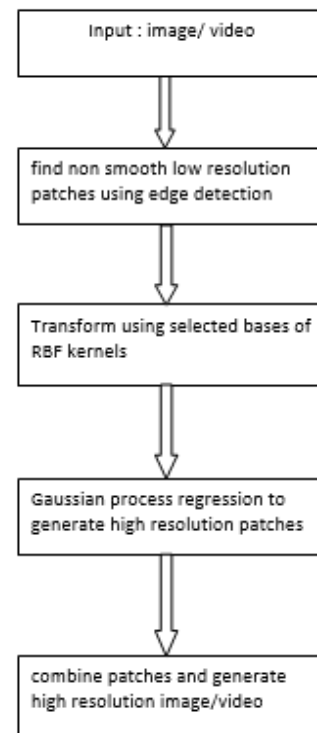 Input : image/ video
find non smooth low resolution
patches using edge detection
Transform using selected bases of
RBF kernels
Gaussian process regression to
generate high resolution patches
combine patches and generate
high resolution image/video